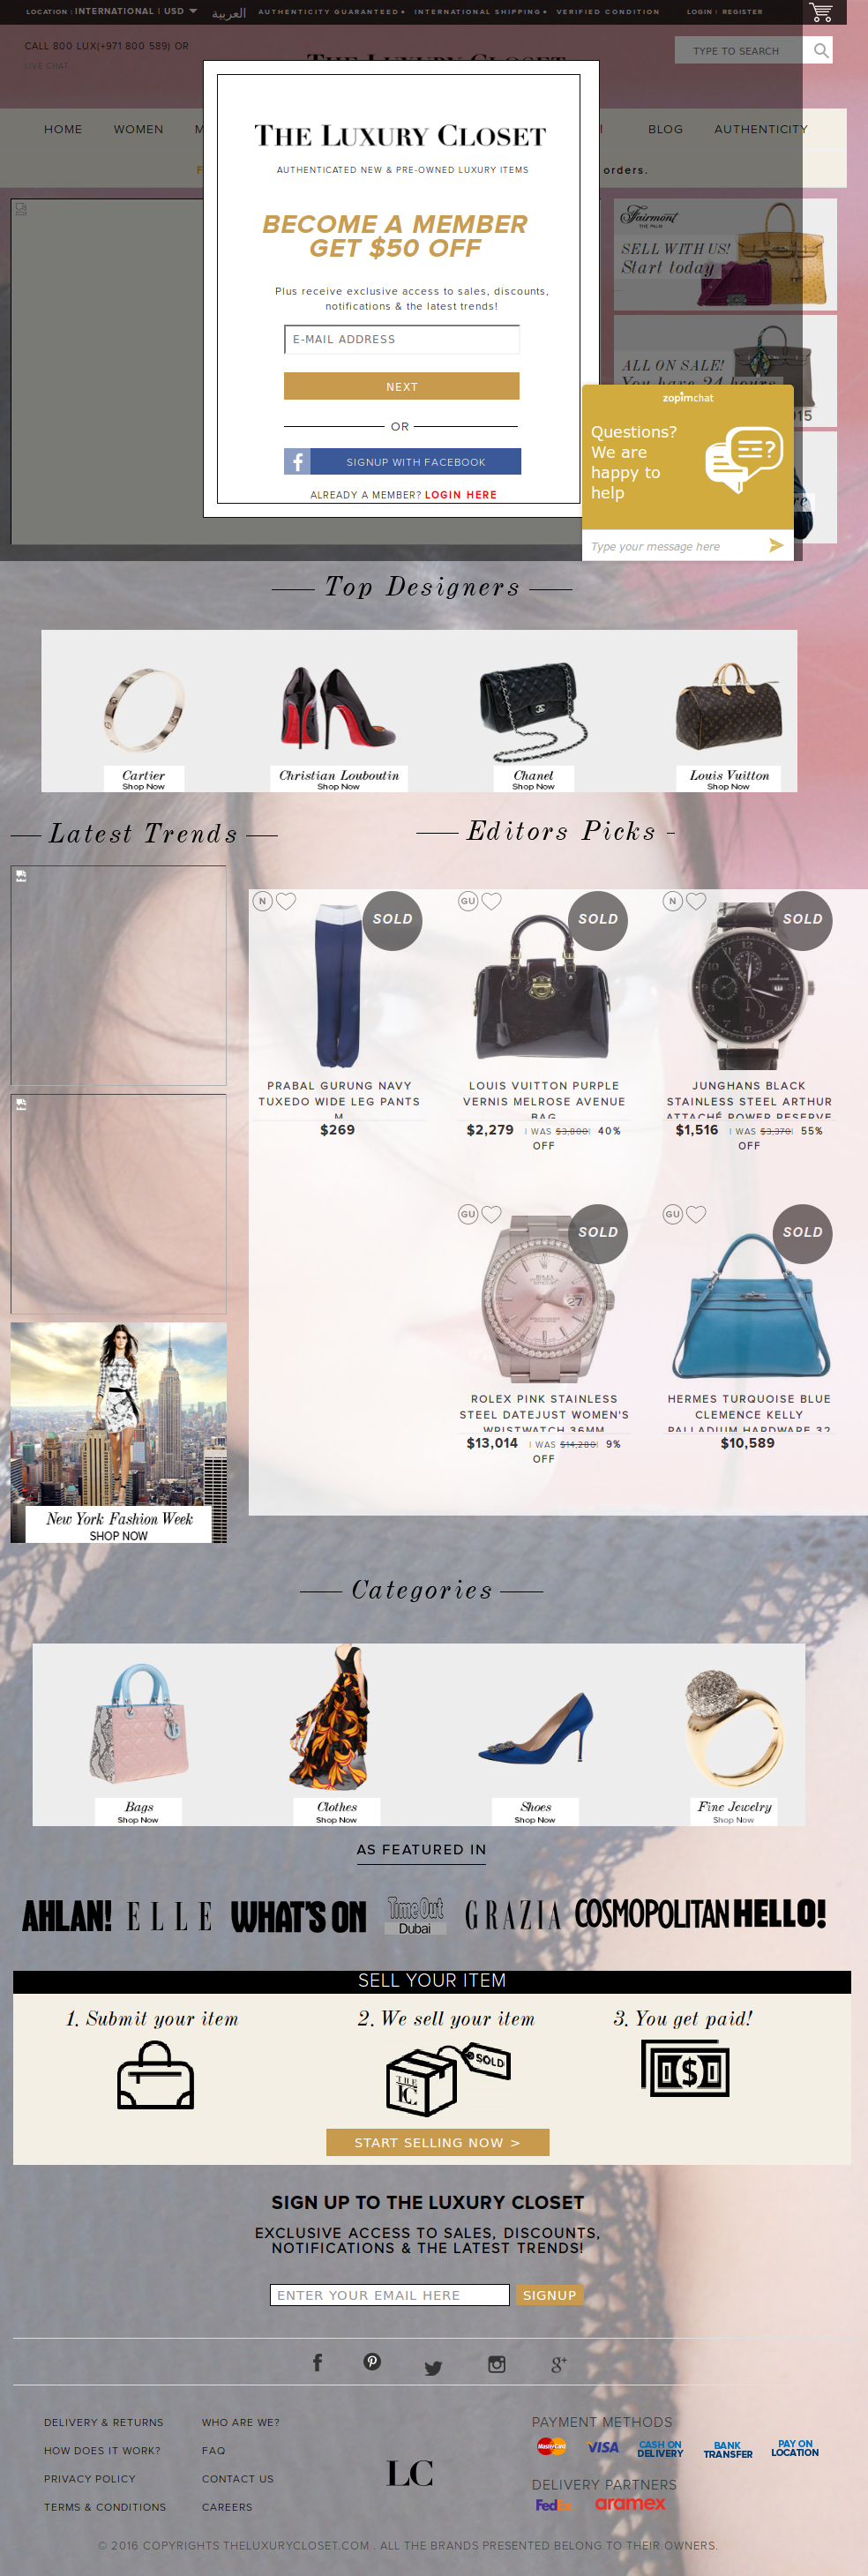 LOCATION : INTERNATIONAL | USD العربية AUTHENTICITY GUARANTEED • INTERNATIONAL SHIPPING • VERIFIED CONDITION LOGIN | REGISTER
CALL 800 LUX(+971 800 589) OR
LIVE CHAT
TYPE TO SEARCH
HOME WOMEN M BLOG AUTHENTICITY
F orders.
THE LUXURY CLOSET
AUTHENTICATED NEW & PRE-OWNED LUXURY ITEMS
BECOME A MEMBER
GET $50 OFF
Plus receive exclusive access to sales, discounts,
notifications & the latest trends!
E-MAIL ADDRESS
NEXT
OR
f SIGNUP WITH FACEBOOK
ALREADY A MEMBER? LOGIN HERE
Fairmont
THE PALM
SELL WITH US!
Start today
ALL ON SALE!
You have 24 hours
015
re
zopim chat
Questions?
We are
happy to
help
Type your message here
Top Designers
Cartier
Shop Now
Christian Louboutin
Shop Now
Chanel
Shop Now
Louis Vuitton
Shop Now
Latest Trends
Editors Picks
N SOLD
GU SOLD
N SOLD
PRABAL GURUNG NAVY
TUXEDO WIDE LEG PANTS
M
$269
LOUIS VUITTON PURPLE
VERNIS MELROSE AVENUE
BAG
$2,279 | WAS $3,800| 40%
OFF
JUNGHANS BLACK
STAINLESS STEEL ARTHUR
ATTACHÉ POWER RESERVE
$1,516 | WAS $3,370| 55%
OFF
GU SOLD
GU SOLD
ROLEX PINK STAINLESS
STEEL DATEJUST WOMEN'S
WRISTWATCH 36MM
$13,014 | WAS $14,280| 9%
OFF
HERMES TURQUOISE BLUE
CLEMENCE KELLY
PALLADIUM HARDWARE 32
$10,589
New York Fashion Week
SHOP NOW
Categories
Bags
Shop Now
Clothes
Shop Now
Shoes
Shop Now
Fine Jewelry
Shop Now
AS FEATURED IN
AHLAN! ELLE WHAT'S ON TimeOut Dubai GRAZIA COSMOPOLITAN HELLO!
SELL YOUR ITEM
1. Submit your item
2. We sell your item
3. You get paid!
SOLD
THE
LC
$
START SELLING NOW >
SIGN UP TO THE LUXURY CLOSET
EXCLUSIVE ACCESS TO SALES, DISCOUNTS,
NOTIFICATIONS & THE LATEST TRENDS!
ENTER YOUR EMAIL HERE SIGNUP
DELIVERY & RETURNS
HOW DOES IT WORK?
PRIVACY POLICY
TERMS & CONDITIONS
WHO ARE WE?
FAQ
CONTACT US
CAREERS
LC
PAYMENT METHODS
MasterCard VISA CASH ON DELIVERY BANK TRANSFER PAY ON LOCATION
DELIVERY PARTNERS
FedEx aramex
© 2016 COPYRIGHTS THELUXURYCLOSET.COM . ALL THE BRANDS PRESENTED BELONG TO THEIR OWNERS.